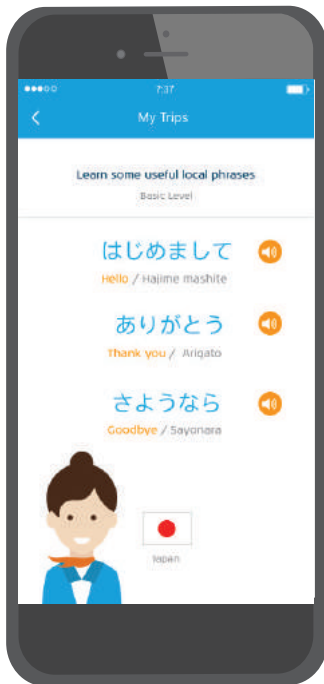 7:37
My Trips
Learn some useful local phrases
Basic Level
はじめまして
Hello / Hajime mashite
ありがとう
Thank you / Arigato
さようなら
Goodbye / Sayonara
Japan